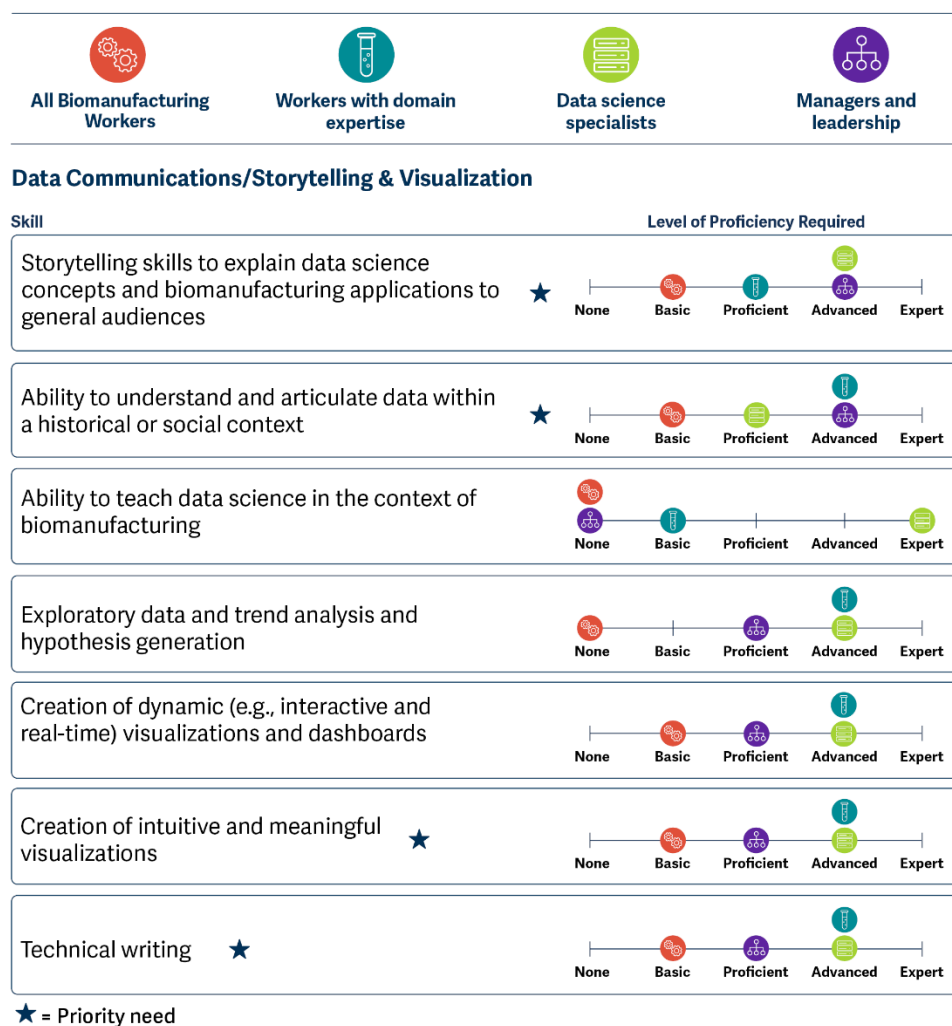 All Biomanufacturing
Workers
Workers with domain
expertise
Data science
specialists
Managers and
leadership
Data Communications/Storytelling & Visualization
Skill
Level of Proficiency Required
Storytelling skills to explain data science
concepts and biomanufacturing applications to
general audiences
None Basic Proficient Advanced Expert
Ability to understand and articulate data within
a historical or social context
None Basic Proficient Advanced Expert
Ability to teach data science in the context of
biomanufacturing
None Basic Proficient Advanced Expert
Exploratory data and trend analysis and
hypothesis generation
None Basic Proficient Advanced Expert
Creation of dynamic (e.g., interactive and
real-time) visualizations and dashboards
None Basic Proficient Advanced Expert
Creation of intuitive and meaningful
visualizations
None Basic Proficient Advanced Expert
Technical writing
None Basic Proficient Advanced Expert
★ = Priority need